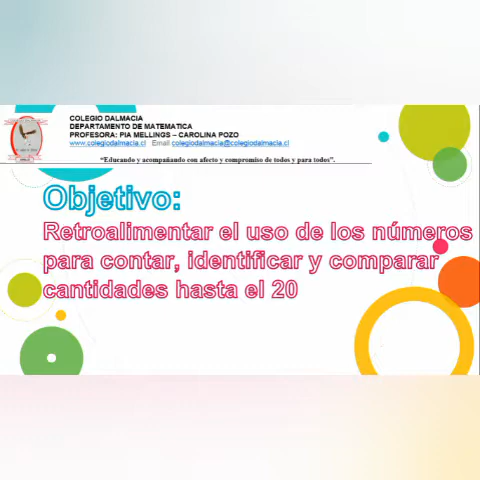 COLEGIO DALMACIA
DEPARTAMENTO DE MATEMATICA
PROFESORA: PIA MELLINGS – CAROLINA POZO
www.colegiodalmacia.cl Email colegiodalmacia@colegiodalmacia.cl
“Educando y acompañando con afecto y compromiso de todos y para todos”.
Objetivo:
Retroalimentar el uso de los números
para contar, identificar y comparar
cantidades hasta el 20